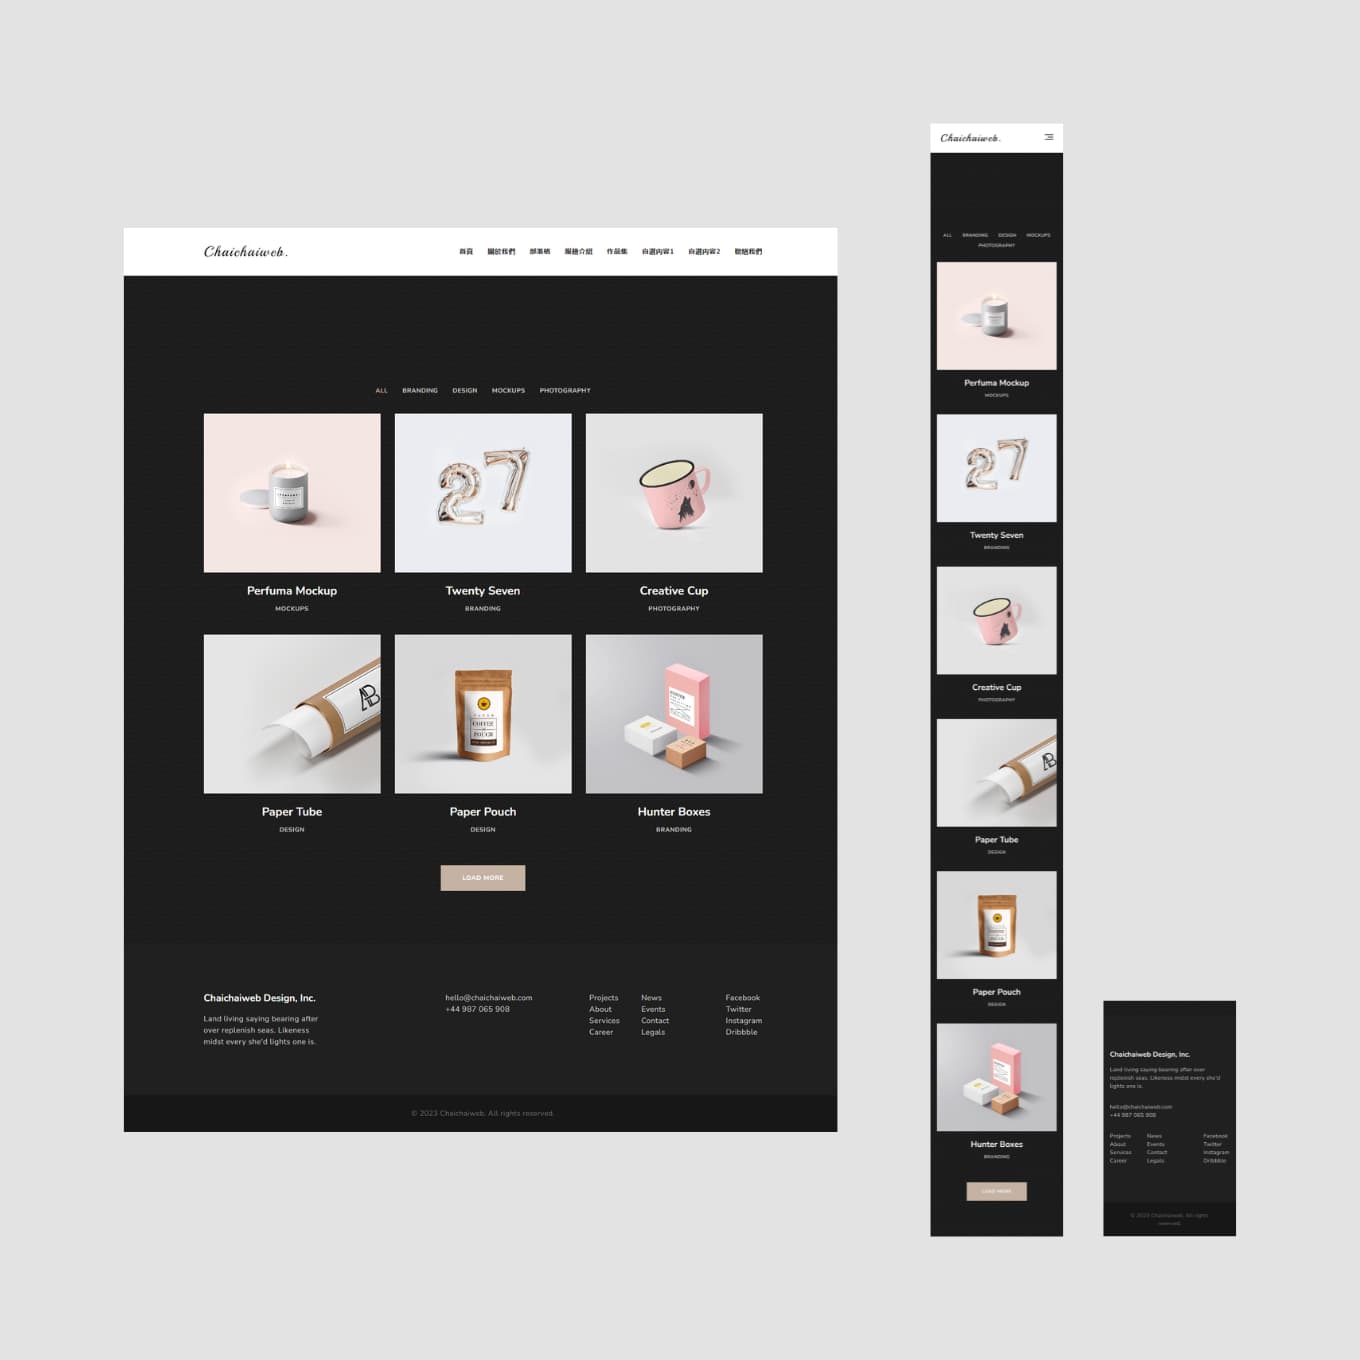 Chaichaiweb.
首頁 關於我們 部落格 服務介紹 作品集 自選內容1 自選內容2 聯絡我們
ALL BRANDING DESIGN MOCKUPS PHOTOGRAPHY
Perfuma Mockup
MOCKUPS
Twenty Seven
BRANDING
Creative Cup
PHOTOGRAPHY
27
Paper Tube
DESIGN
Paper Pouch
DESIGN
Hunter Boxes
BRANDING
COFFEE
POUCH
LOAD MORE
Chaichaiweb Design, Inc.
Land living saying bearing after
over replenish seas. Likeness
midst every she'd lights one is.
hello@chaichaiweb.com
+44 987 065 908
Projects
About
Services
Career
News
Events
Contact
Legals
Facebook
Twitter
Instagram
Dribbble
© 2023 Chaichaiweb. All rights reserved.
Chaichaiweb.
ALL BRANDING DESIGN MOCKUPS
PHOTOGRAPHY
Perfuma Mockup
MOCKUPS
27
Twenty Seven
BRANDING
Creative Cup
PHOTOGRAPHY
Paper Tube
DESIGN
Paper Pouch
DESIGN
Hunter Boxes
BRANDING
LOAD MORE
Chaichaiweb Design, Inc.
Land living saying bearing after over
replenish seas. Likeness midst every she'd
lights one is.
hello@chaichaiweb.com
+44 987 065 908
Projects
About
Services
Career
News
Events
Contact
Legals
Facebook
Twitter
Instagram
Dribbble
© 2023 Chaichaiweb. All rights
reserved.